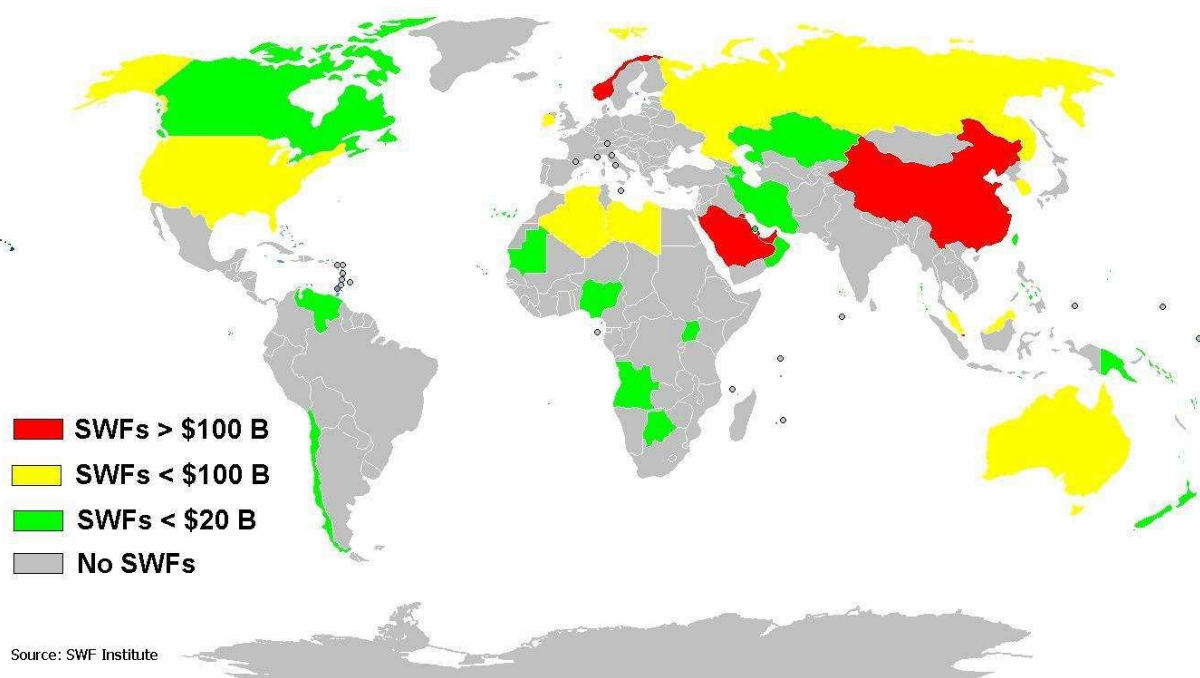 SWFs > $100 B
SWFs < $100 B
SWFs < $20 B
No SWFs
Source: SWF Institute